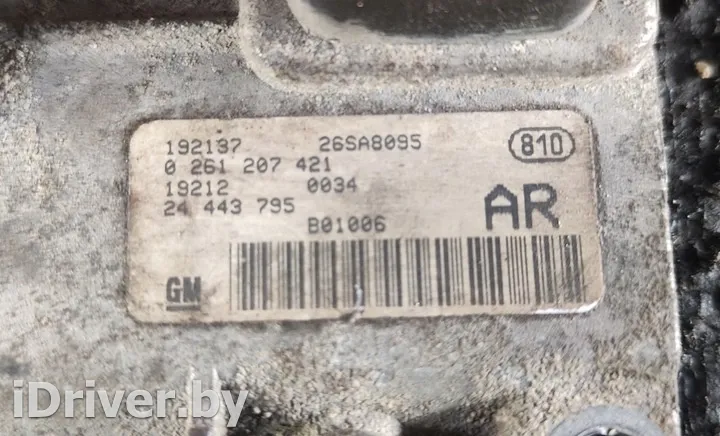 192137 26SA8095 810
0 261 207 421
19212 0034
24 443 795 AR
B01006
GM
iDriver.by